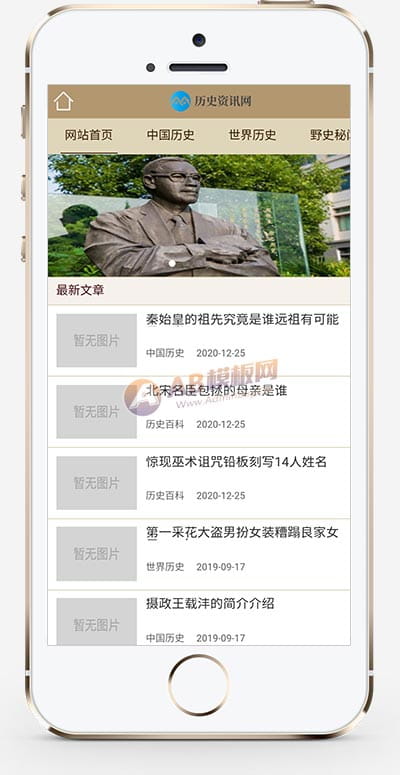 历史资讯网
网站首页 中国历史 世界历史 野史秘
最新文章
暂无图片
秦始皇的祖先究竟是谁远祖有可能
中国历史 2020-12-25
暂无图片
北宋名臣包拯的母亲是谁
历史百科 2020-12-25
AB模板网
暂无图片
惊现巫术诅咒铅板刻写14人姓名
历史百科 2020-12-25
暂无图片
第一采花大盗男扮女装糟蹋良家女
世界历史 2019-09-17
暂无图片
摄政王载沣的简介介绍
中国历史 2019-09-17